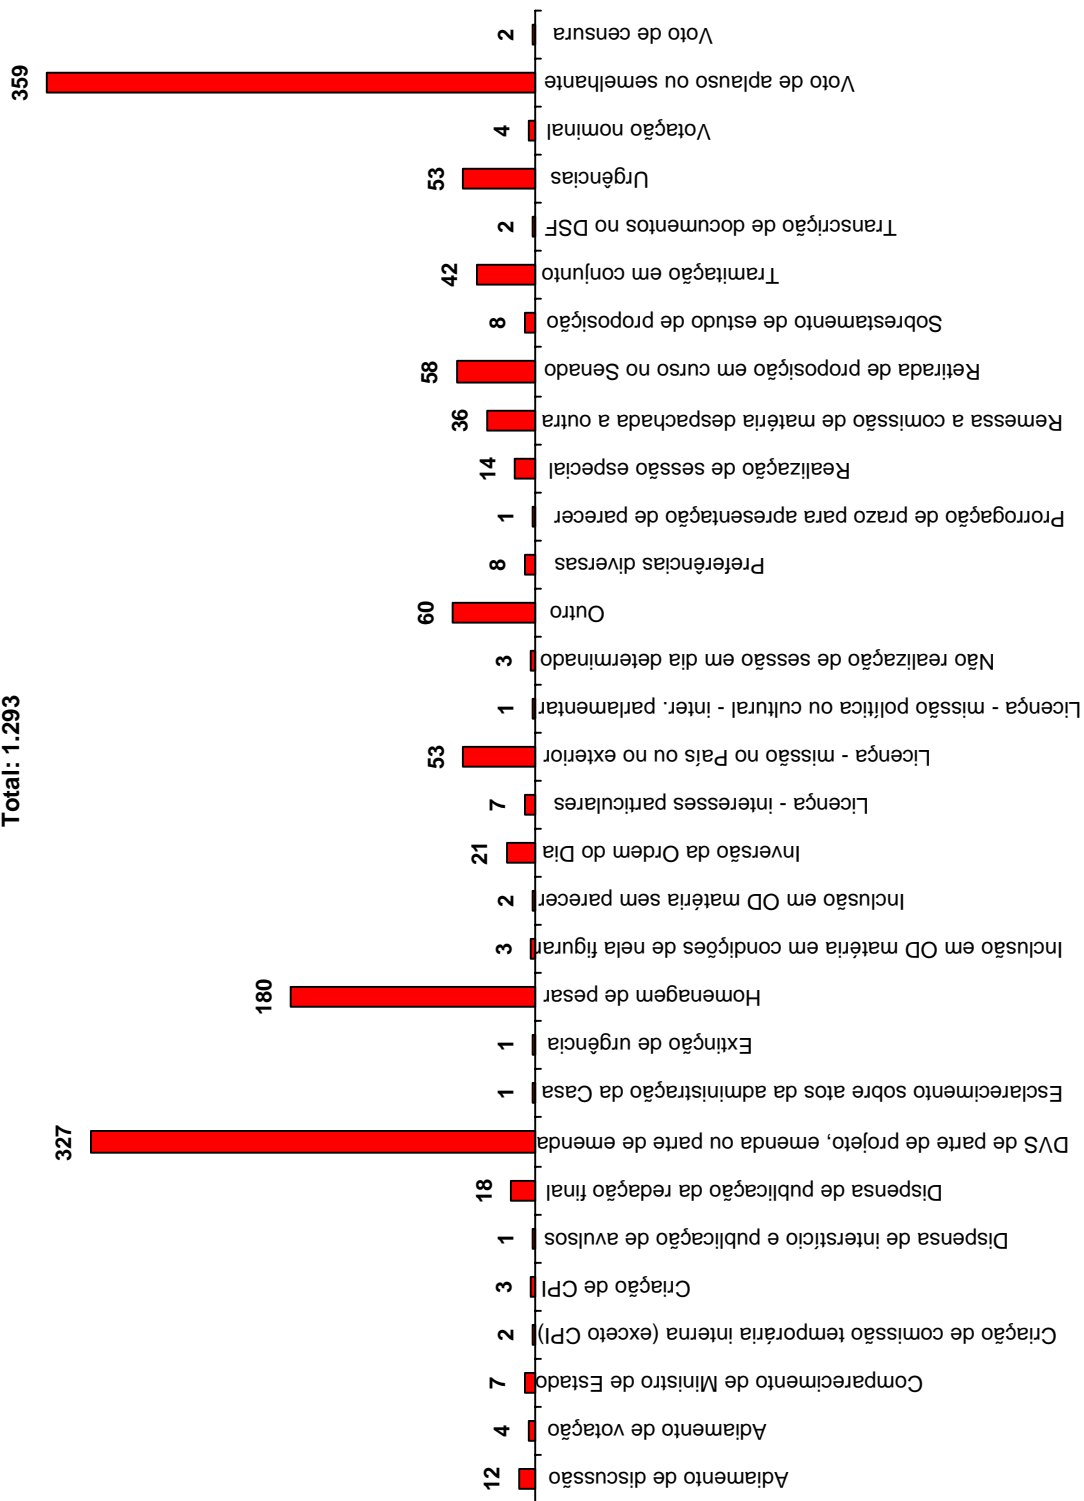 Total: 1.293
Voto de censura 2
Voto de aplauso ou semelhante 359
Votação nominal 4
Urgências 53
Transcrição de documentos no DSF 2
Tramitação em conjunto 42
Sobrestamento de estudo de proposição 8
Retirada de proposição em curso no Senado 58
Remessa a comissão de matéria despachada a outra 36
Realização de sessão especial 14
Prorrogação de prazo para apresentação de parecer 1
Preferências diversas 8
Outro 60
Não realização de sessão em dia determinado 3
Licença - missão política ou cultural - inter. parlamentar 1
Licença - missão no País ou no exterior 53
Licença - interesses particulares 7
Inversão da Ordem do Dia 21
Inclusão em OD matéria sem parecer 2
Inclusão em OD matéria em condições de nela figurar 3
Homenagem de pesar 180
Extinção de urgência 1
Esclarecimento sobre atos da administração da Casa 1
DVS de parte de projeto, emenda ou parte de emenda 327
Dispensa de publicação da redação final 18
Dispensa de interstício e publicação de avulsos 1
Criação de CPI 3
Criação de comissão temporária interna (exceto CPI) 2
Comparecimento de Ministro de Estado 7
Adiamento de votação 4
Adiamento de discussão 12